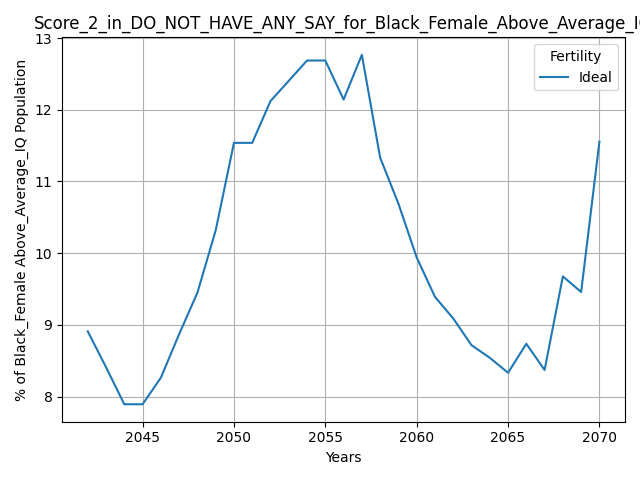 Score_2_in_DO_NOT_HAVE_ANY_SAY_for_Black_Female_Above_Average_IQ
13
12
11
10
9
8
% of Black_Female Above_Average_IQ Population
Fertility
Ideal
2045 2050 2055 2060 2065 2070
Years